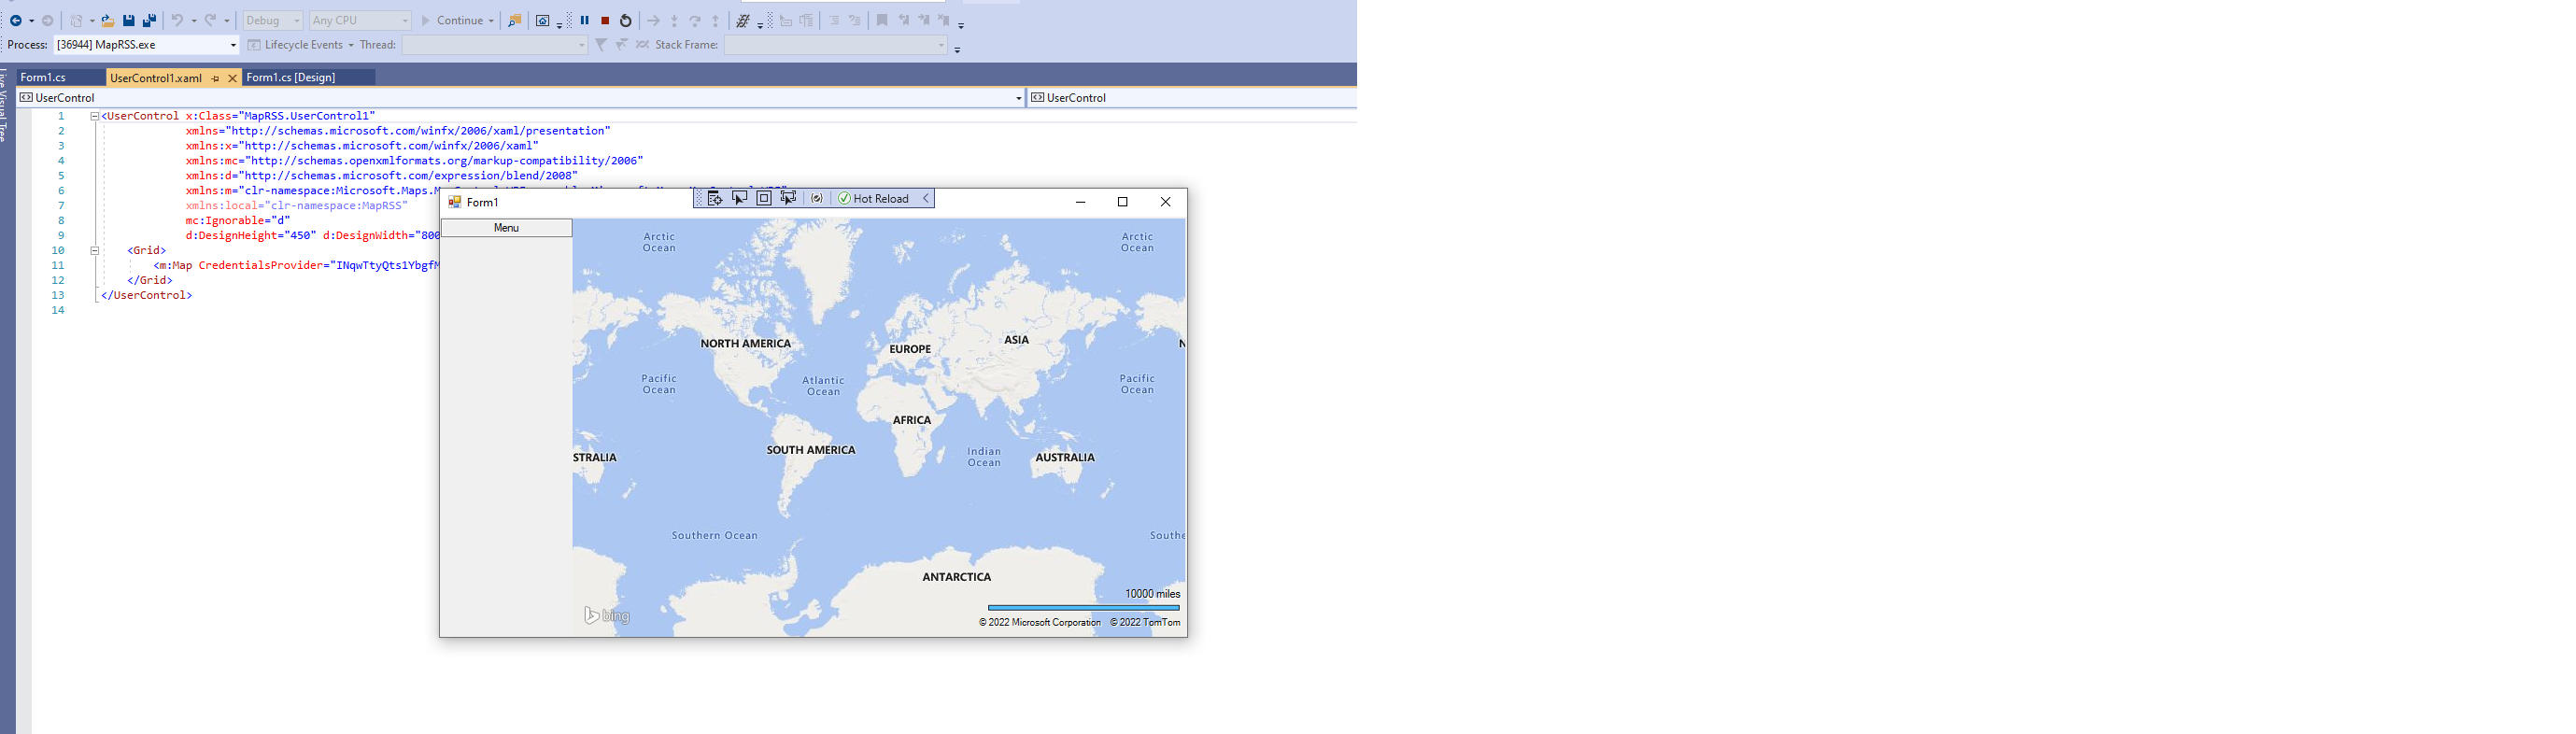 Debug Any CPU Continue
Process: [36944] MapRSS.exe Lifecycle Events Thread: Stack Frame:
Live Visual Tree
Form1.cs UserControl1.xaml Form1.cs [Design]
UserControl UserControl
1 <UserControl x:Class="MapRSS.UserControl1"
2 xmlns="http://schemas.microsoft.com/winfx/2006/xaml/presentation"
3 xmlns:x="http://schemas.microsoft.com/winfx/2006/xaml"
4 xmlns:mc="http://schemas.openxmlformats.org/markup-compatibility/2006"
5 xmlns:d="http://schemas.microsoft.com/expression/blend/2008"
6 xmlns:m="clr-namespace:Microsoft.Maps.
7 xmlns:local="clr-namespace:MapRSS"
8 mc:Ignorable="d"
9 d:DesignHeight="450" d:DesignWidth="800
10 <Grid>
11 <m:Map CredentialsProvider="INqwTtyQts1Ybgf
12 </Grid>
13 </UserControl>
14
Form1 Hot Reload
Menu
Arctic Ocean Arctic Ocean
NORTH AMERICA EUROPE ASIA N
Pacific Ocean Atlantic Ocean Pacific Ocean
AFRICA
SOUTH AMERICA Indian Ocean
STRALIA AUSTRALIA
Southern Ocean Southe
ANTARCTICA
10000 miles
bing
© 2022 Microsoft Corporation © 2022 TomTom